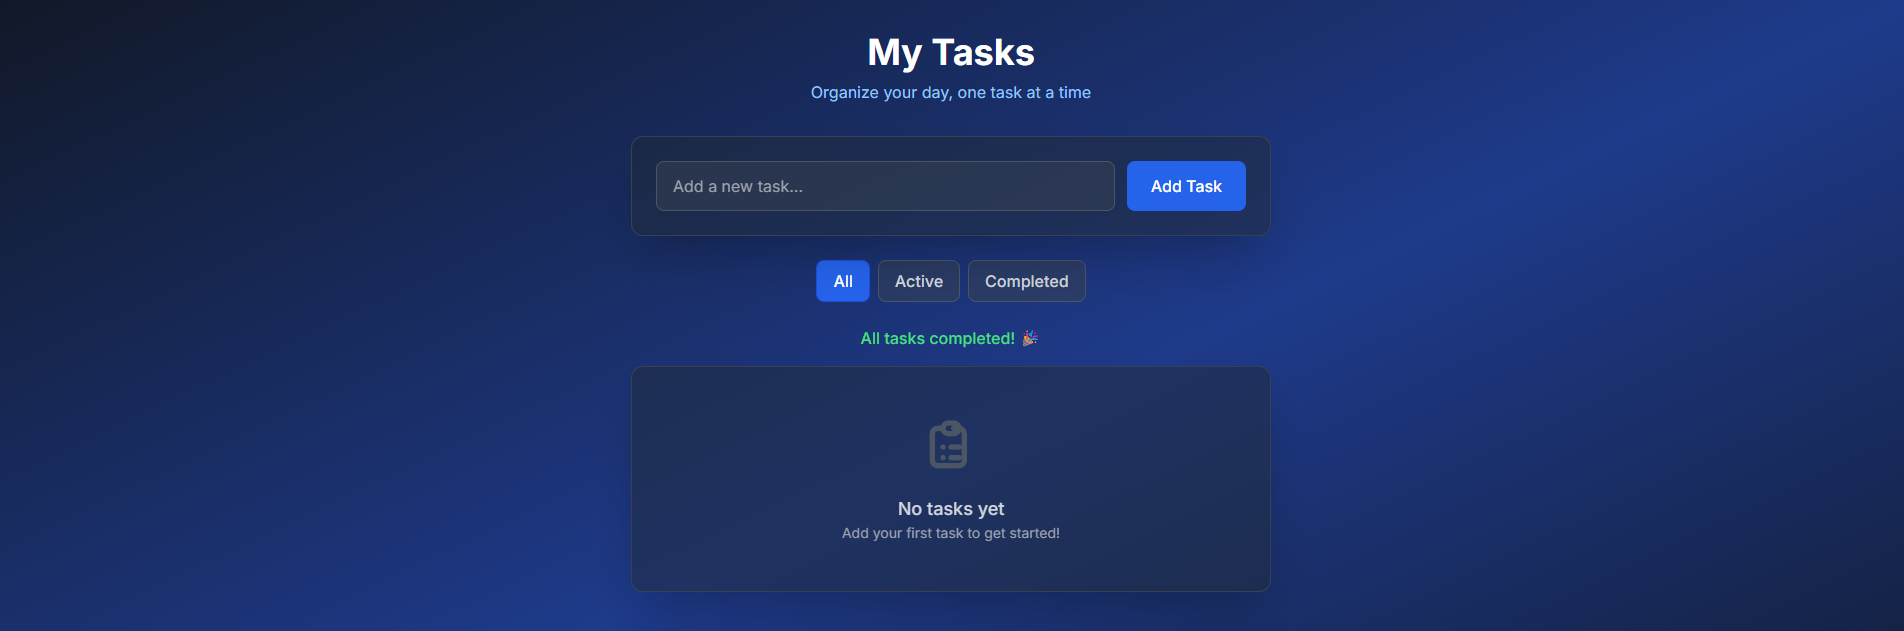 My Tasks
Organize your day, one task at a time
Add a new task...
Add Task
All
Active
Completed
All tasks completed! 🎉
No tasks yet
Add your first task to get started!